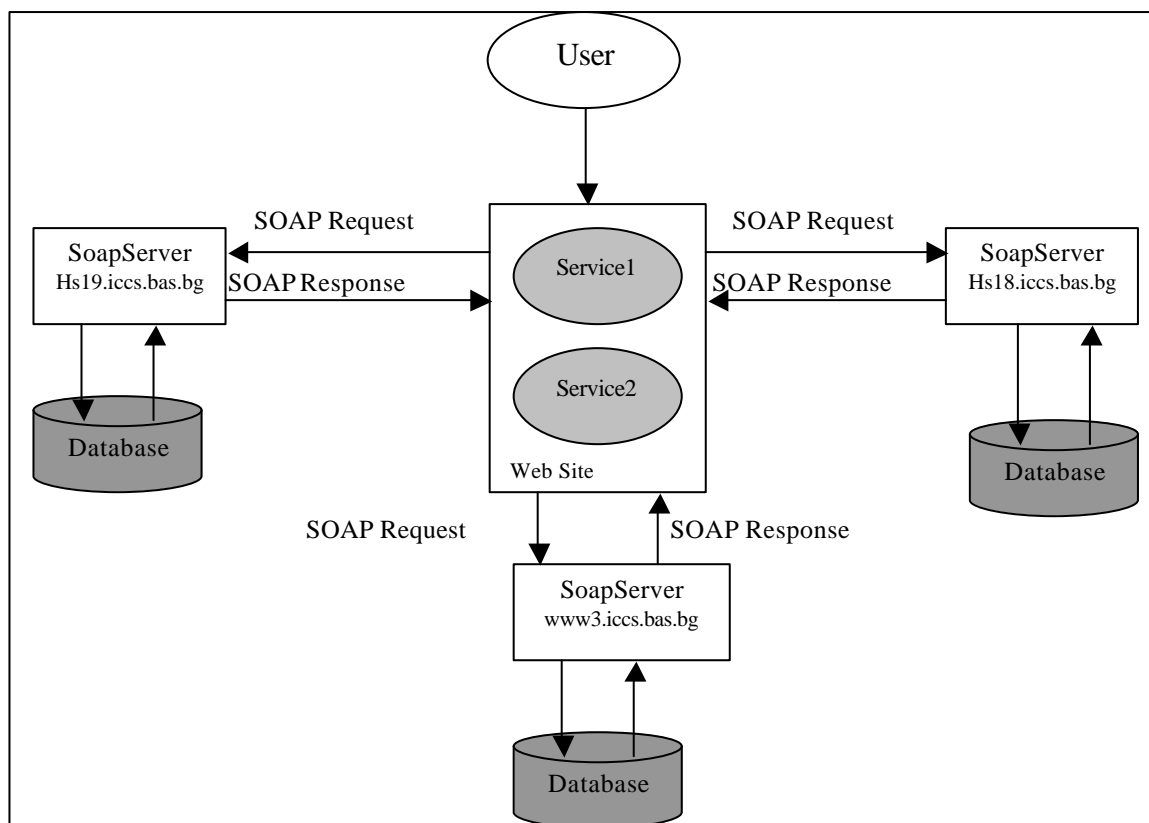 User
SOAP Request
SOAP Request
SoapServer
Hs19.iccs.bas.bg
SOAP Response
Service1
SOAP Response
SoapServer
Hs18.iccs.bas.bg
Service2
Database
Web Site
Database
SOAP Request
SOAP Response
SoapServer
www3.iccs.bas.bg
Database